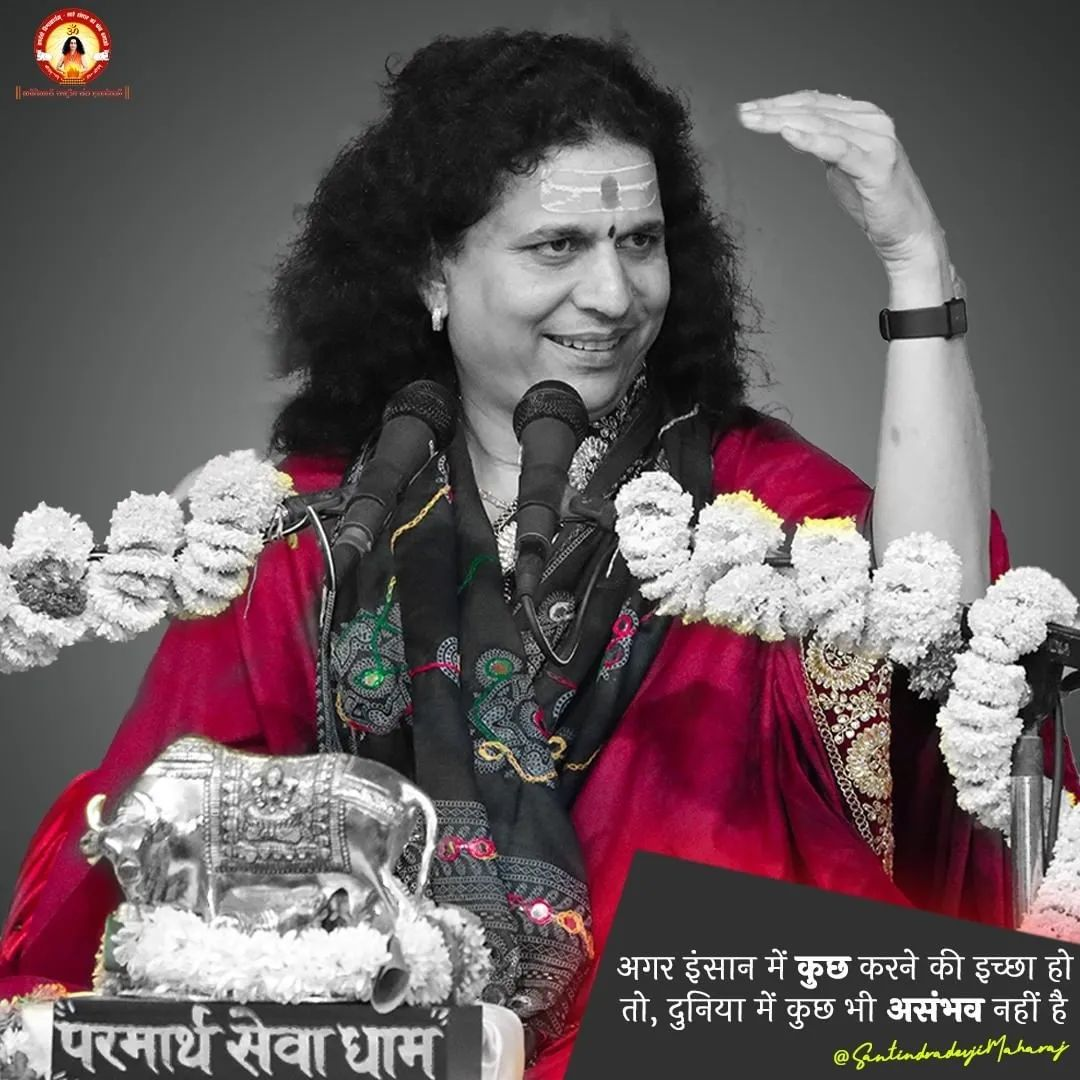 परमार्थ सेवा धाम
अगर इंसान में कुछ करने की इच्छा हो
तो, दुनिया में कुछ भी असंभव नहीं है
@SantindradevjiMaharaj